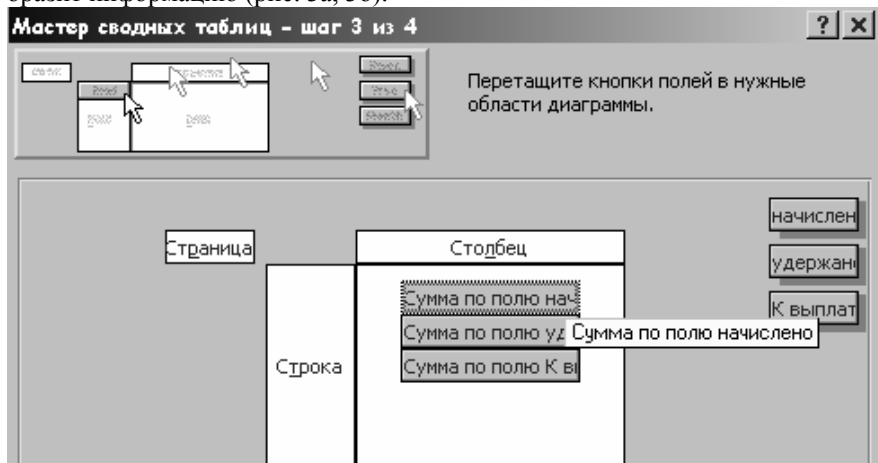 Мастер сводных таблиц - шаг 3 из 4
Перетащите кнопки полей в нужные
области диаграммы.
начислен
Страница
Столбец
удержан
Сумма по полю нач
К выплат
Сумма по полю уд
Сумма по полю начислено
Строка
Сумма по полю К вы